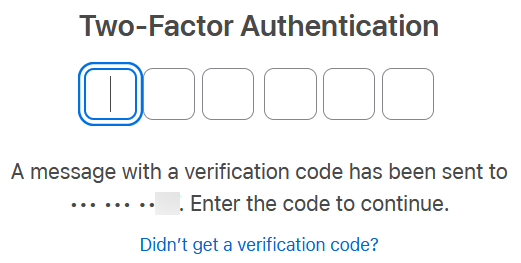 Two-Factor Authentication
A message with a verification code has been sent to
••• ••• •• . Enter the code to continue.
Didn't get a verification code?